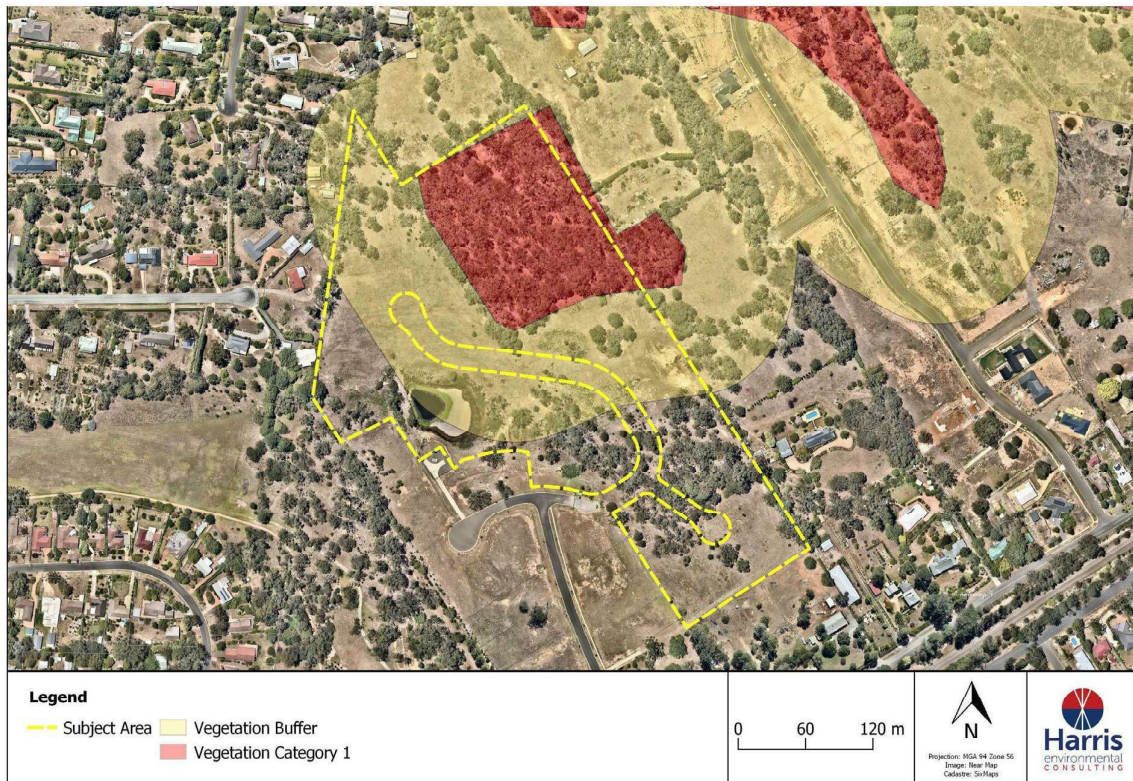 Legend
Subject Area
Vegetation Buffer
Vegetation Category 1
0 60 120 m
N
Projection: MGA 94 Zone 56
Image: Near Map
Cadastre: SixMaps
Harris
environmental
CONSULTING